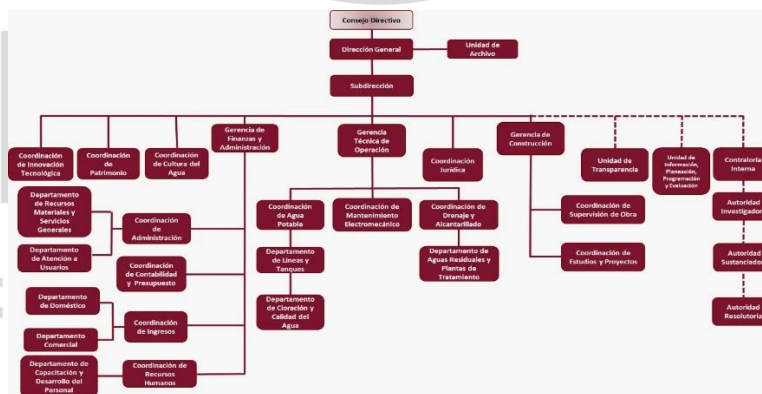 Consejo Directivo
Dirección General
Unidad de
Archivo
Subdirección
Coordinación
de Innovación
Tecnológica
Coordinación
de
Patrimonio
Coordinación
de Cultura del
Agua
Gerencia de
Finanzas y
Administración
Gerencia
Técnica de
Operación
Coordinación
Jurídica
Gerencia de
Construcción
Unidad de
Transparencia
Unidad de
Información,
Planeación,
Programación
y Evaluación
Contraloría
Interna
Departamento
de Recursos
Materiales y
Servicios
Generales
Departamento
de Atención a
Usuarios
Coordinación
de
Administración
Coordinación
de Contabilidad
y Presupuesto
Departamento
de Doméstico
Departamento
Comercial
Coordinación
de Ingresos
Departamento de
Capacitación y
Desarrollo del
Personal
Coordinación de
Recursos
Humanos
Coordinación
de Agua
Potable
Departamento
de Líneas y
Tanques
Departamento
de Cloración y
Calidad del
Agua
Coordinación de
Mantenimiento
Electromecánico
Coordinación de
Drenaje y
Alcantarillado
Departamento de
Aguas Residuales y
Plantas de
Tratamiento
Coordinación de
Supervisión de Obra
Coordinación de
Estudios y Proyectos
Autoridad
Investigadora
Autoridad
Sustanciadora
Autoridad
Resolutoria